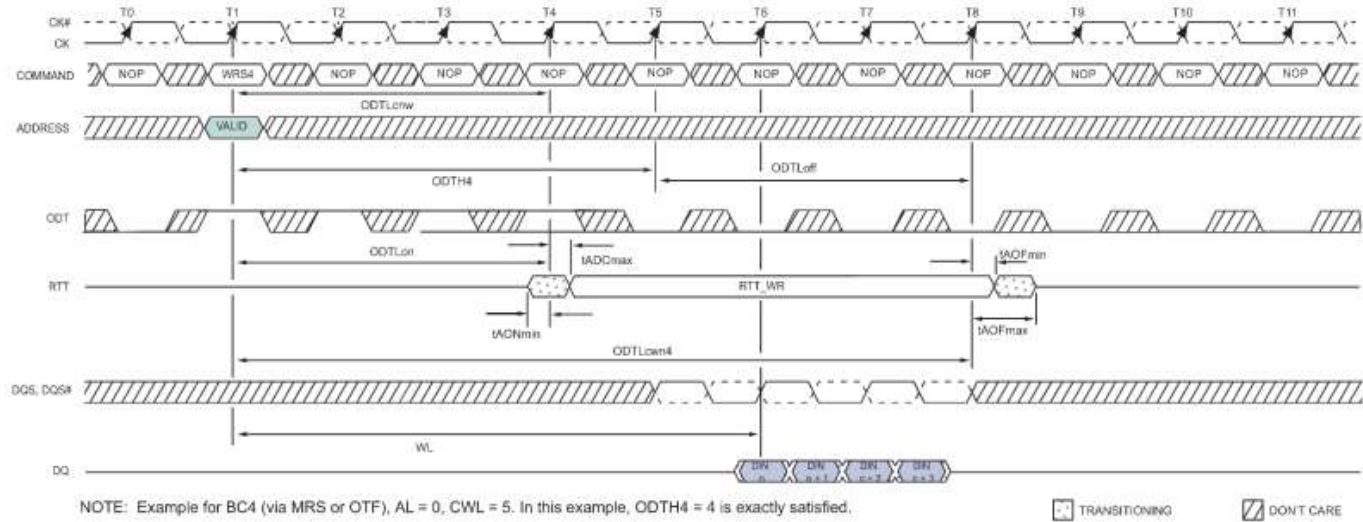 T0 T1 T2 T3 T4 T5 T6 T7 T8 T9 T10 T11
CK#
CK
COMMAND NOP WRS4 NOP NOP NOP NOP NOP NOP NOP NOP NOP NOP
ODTLcnw
ADDRESS VALID
ODTH4 ODTLoff
ODT
ODTLon tADCmax tAOFmin
RTT RTT_WR
tAONmin tAOFmax
ODTLcwn4
DQS, DQS#
WL
DQ DIN n DIN n + 1 DIN n + 2 DIN n + 3
NOTE: Example for BC4 (via MRS or OTF), AL = 0, CWL = 5. In this example, ODTH4 = 4 is exactly satisfied.
TRANSITIONING DON'T CARE